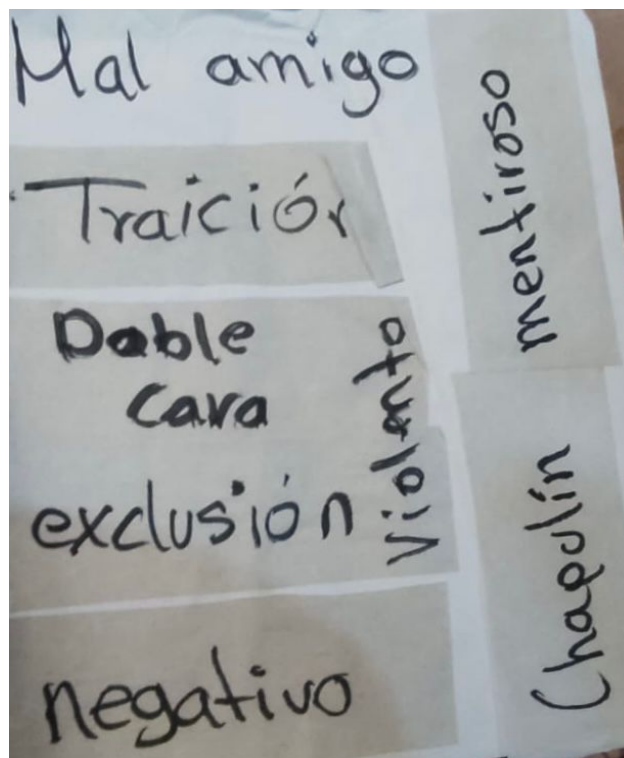 Mal amigo
Traición
Doble
cara
exclusión
negativo
violento
mentiroso
Chapulín